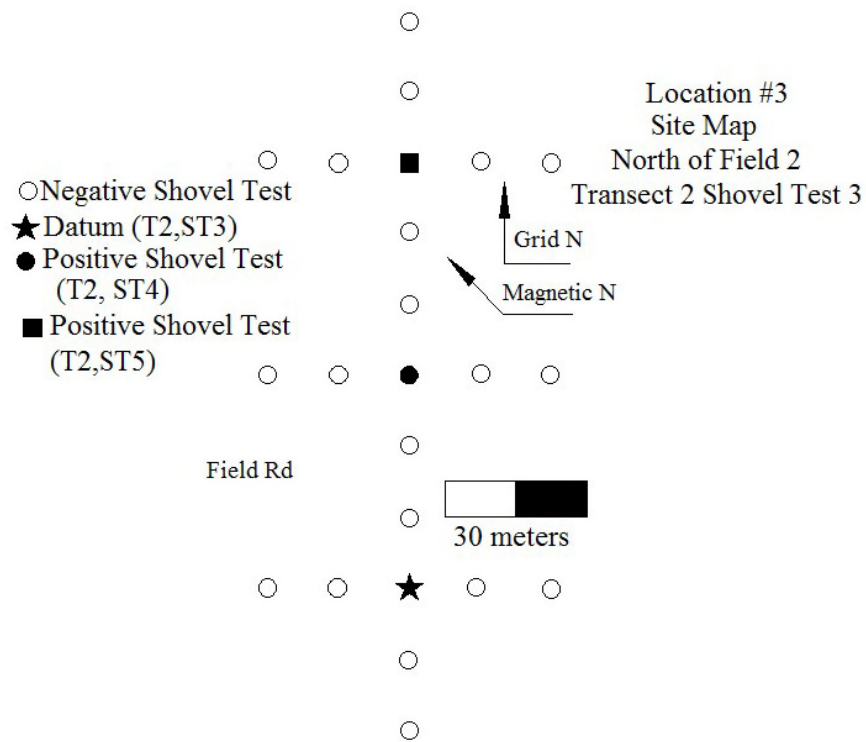 Location #3
Site Map
North of Field 2
Transect 2 Shovel Test 3
Negative Shovel Test
Datum (T2,ST3)
Positive Shovel Test
(T2, ST4)
Positive Shovel Test
(T2,ST5)
Grid N
Magnetic N
Field Rd
30 meters